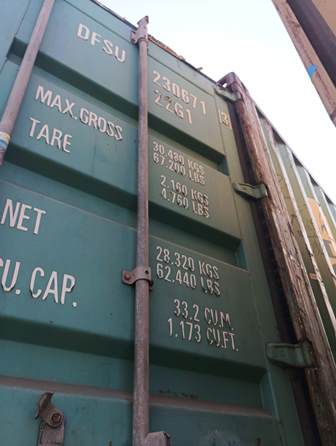 DFSU 230671
22G1
MAX.GROSS 30.480 KGS
67.200 LBS
TARE 2.160 KGS
4.760 LBS
NET 28.320 KGS
62.440 LBS
CU. CAP. 33.2 CU.M.
1.173 CU.FT.